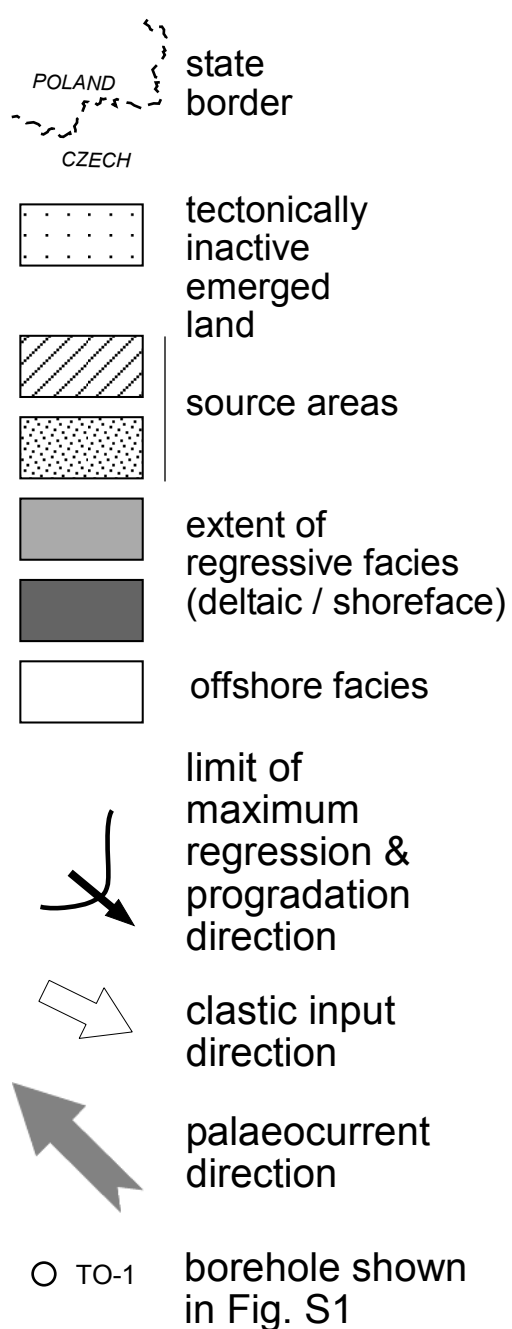 POLAND
CZECH
state
border
tectonically
inactive
emerged
land
source areas
extent of
regressive facies
(deltaic / shoreface)
offshore facies
limit of
maximum
regression &
progradation
direction
clastic input
direction
palaeocurrent
direction
TO-1
borehole shown
in Fig. S1